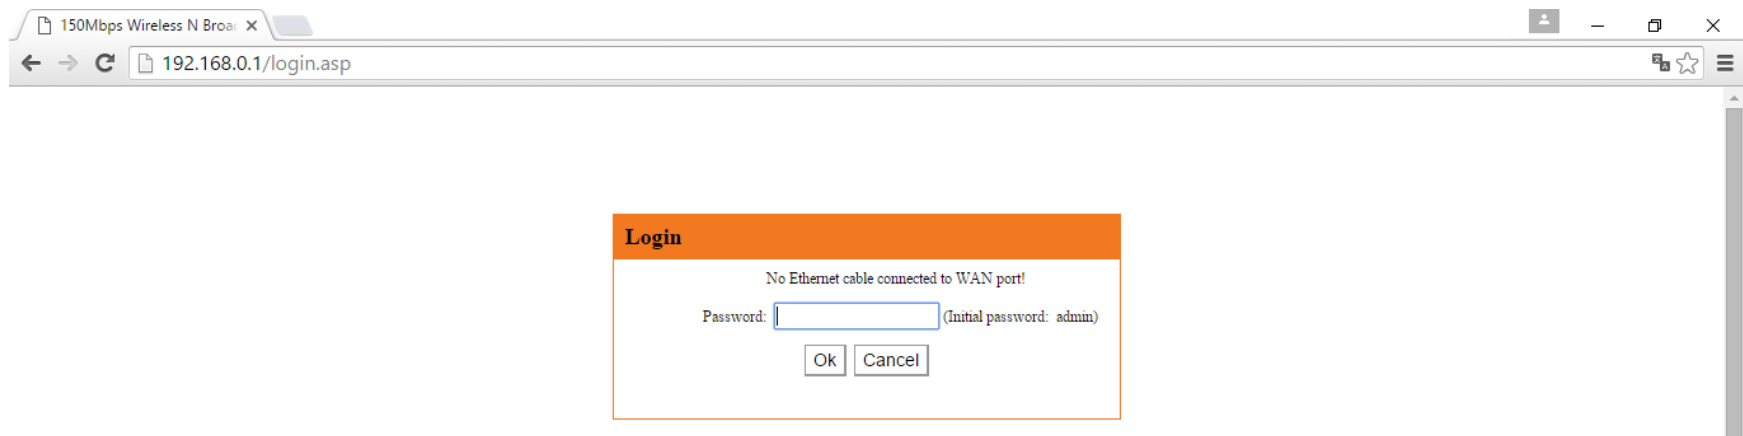 150Mbps Wireless N Broa
192.168.0.1/login.asp
Login
No Ethernet cable connected to WAN port!
Password: (Initial password: admin)
Ok Cancel